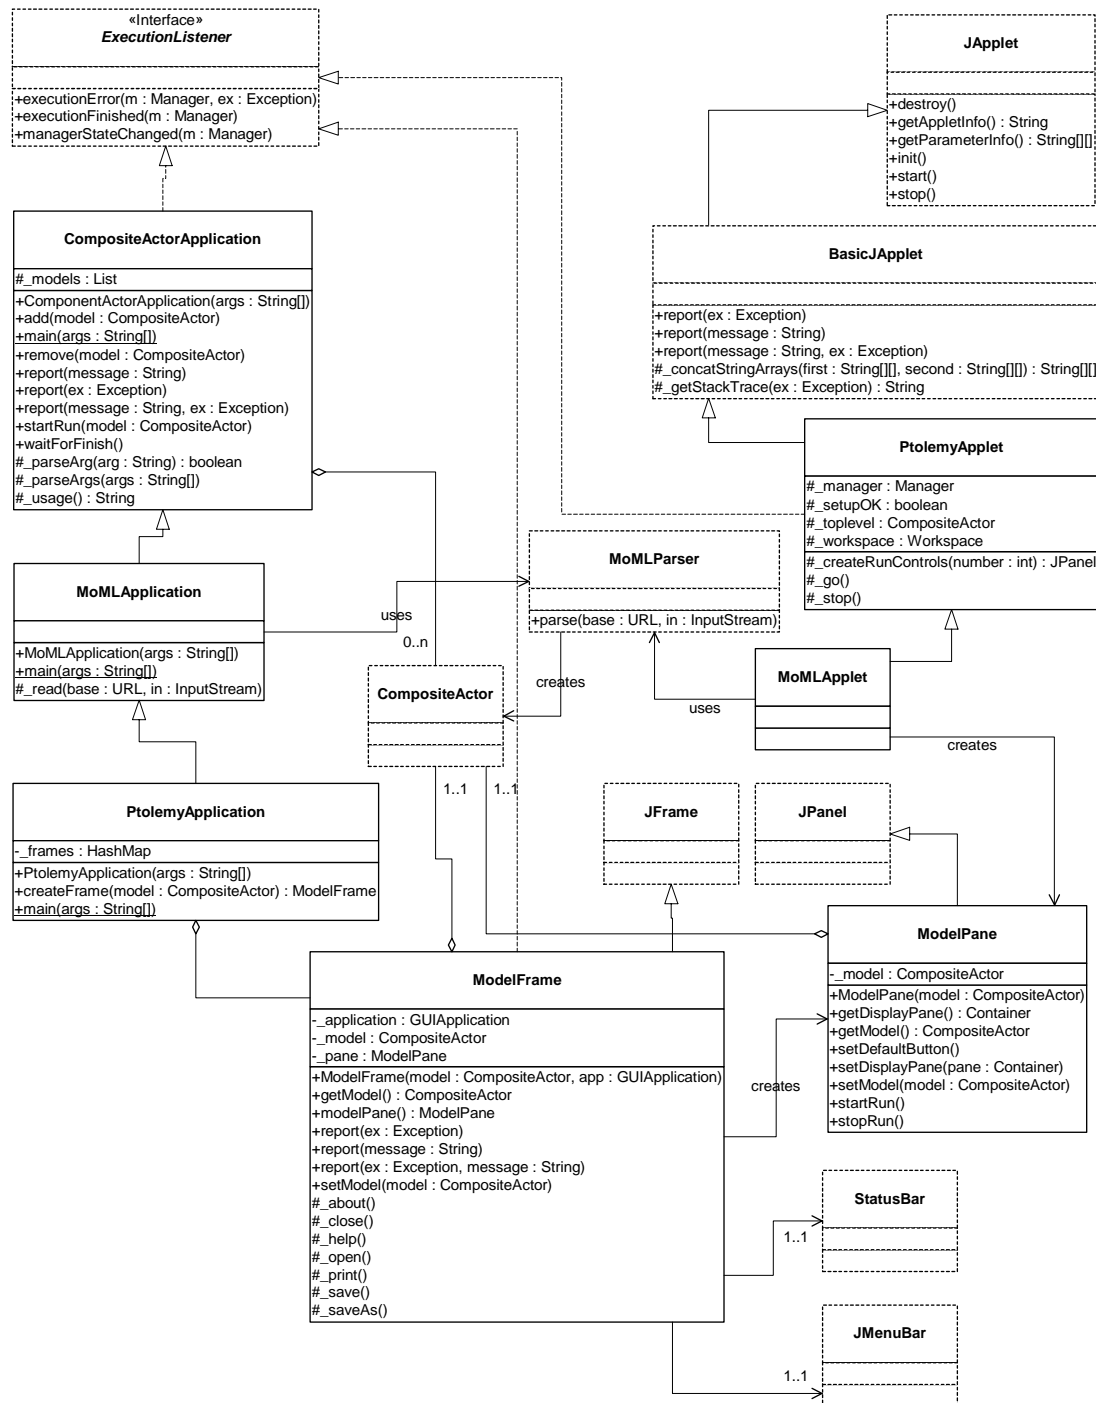 «Interface»
ExecutionListener
+executionError(m : Manager, ex : Exception)
+executionFinished(m : Manager)
+managerStateChanged(m : Manager)
JApplet
+destroy()
+getAppletInfo() : String
+getParameterInfo() : String[][]
+init()
+start()
+stop()
CompositeActorApplication
#_models : List
+ComponentActorApplication(args : String[])
+add(model : CompositeActor)
+main(args : String[])
+remove(model : CompositeActor)
+report(message : String)
+report(ex : Exception)
+report(message : String, ex : Exception)
+startRun(model : CompositeActor)
+waitForFinish()
#_parseArg(arg : String) : boolean
#_parseArgs(args : String[])
#_usage() : String
BasicJApplet
+report(ex : Exception)
+report(message : String)
+report(message : String, ex : Exception)
#_concatStringArrays(first : String[][], second : String[][]) : String[][]
#_getStackTrace(ex : Exception) : String
PtolemyApplet
#_manager : Manager
#_setupOK : boolean
#_toplevel : CompositeActor
#_workspace : Workspace
#_createRunControls(number : int) : JPanel
#_go()
#_stop()
MoMLApplication
+MoMLApplication(args : String[])
+main(args : String[])
#_read(base : URL, in : InputStream)
uses
0..n
MoMLParser
+parse(base : URL, in : InputStream)
creates
CompositeActor
1..1
1..1
MoMLApplet
uses
creates
PtolemyApplication
-_frames : HashMap
+PtolemyApplication(args : String[])
+createFrame(model : CompositeActor) : ModelFrame
+main(args : String[])
JFrame
JPanel
ModelPane
-_model : CompositeActor
+ModelPane(model : CompositeActor)
+getDisplayPane() : Container
+getModel() : CompositeActor
+setDefaultButton()
+setDisplayPane(pane : Container)
+setModel(model : CompositeActor)
+startRun()
+stopRun()
ModelFrame
-_application : GUIApplication
-_model : CompositeActor
-_pane : ModelPane
+ModelFrame(model : CompositeActor, app : GUIApplication)
+getModel() : CompositeActor
+modelPane() : ModelPane
+report(ex : Exception)
+report(message : String)
+report(ex : Exception, message : String)
+setModel(model : CompositeActor)
#_about()
#_close()
#_help()
#_open()
#_print()
#_save()
#_saveAs()
creates
StatusBar
1..1
JMenuBar
1..1